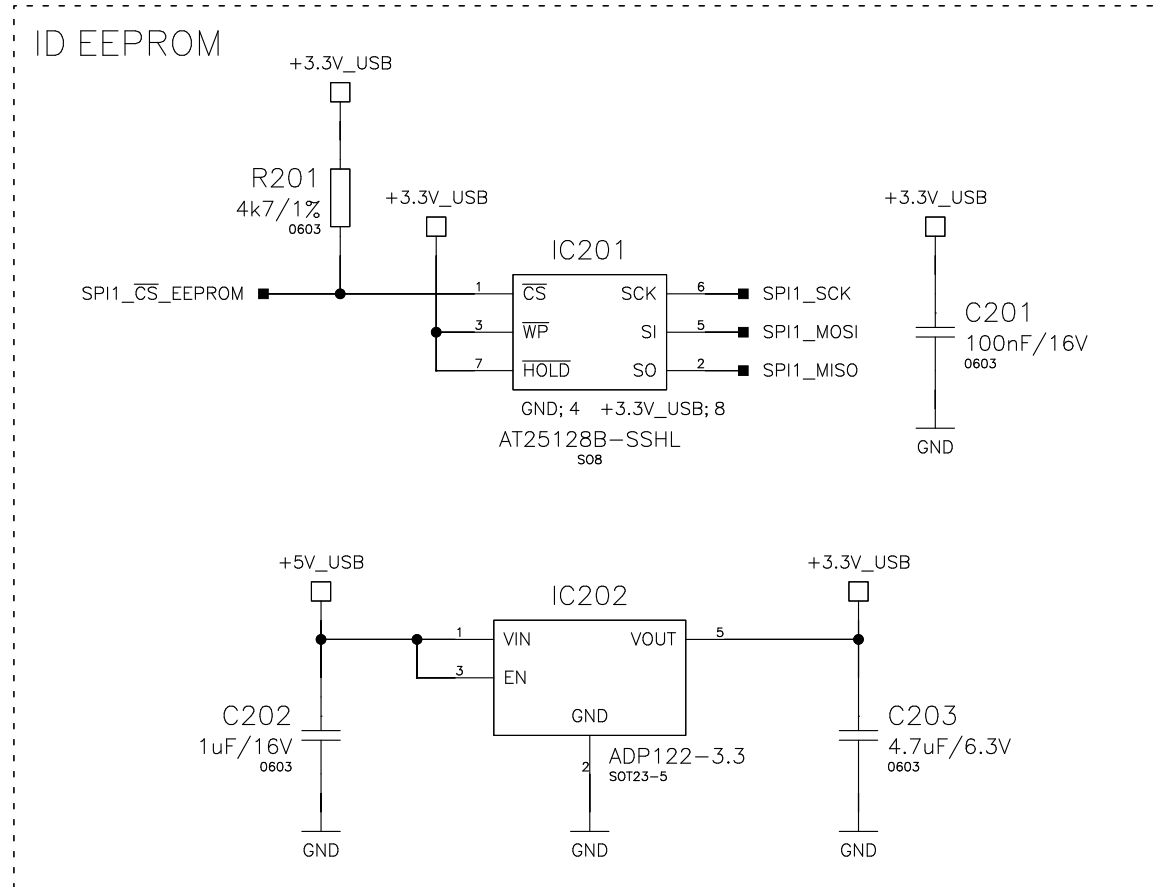 ID EEPROM
+3.3V_USB
R201
4k7/1%
0603
+3.3V_USB
+3.3V_USB
IC201
SPI1_CS_EEPROM
1 CS SCK 6 SPI1_SCK
3 WP SI 5 SPI1_MOSI
7 HOLD SO 2 SPI1_MISO
C201
100nF/16V
0603
GND; 4 +3.3V_USB; 8
AT25128B-SSHL
SO8
GND
+5V_USB
+3.3V_USB
IC202
1 VIN VOUT 5
3 EN
GND
C202
1uF/16V
0603
2
ADP122-3.3
SOT23-5
C203
4.7uF/6.3V
0603
GND
GND
GND